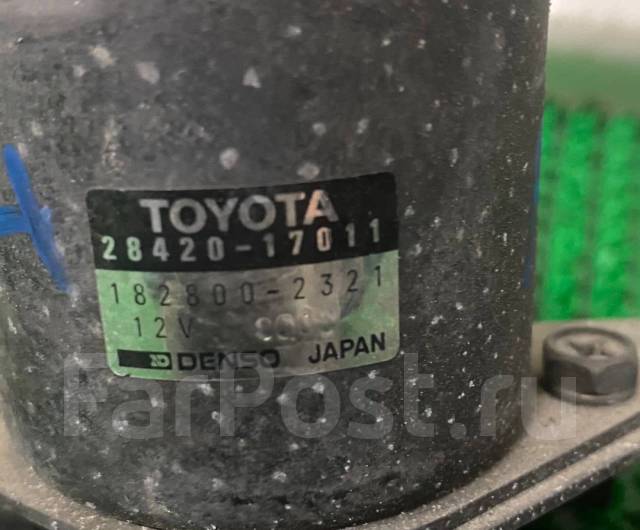 TOYOTA
28420-17011
182800-2321
12V
DENSO JAPAN
FarPost.ru